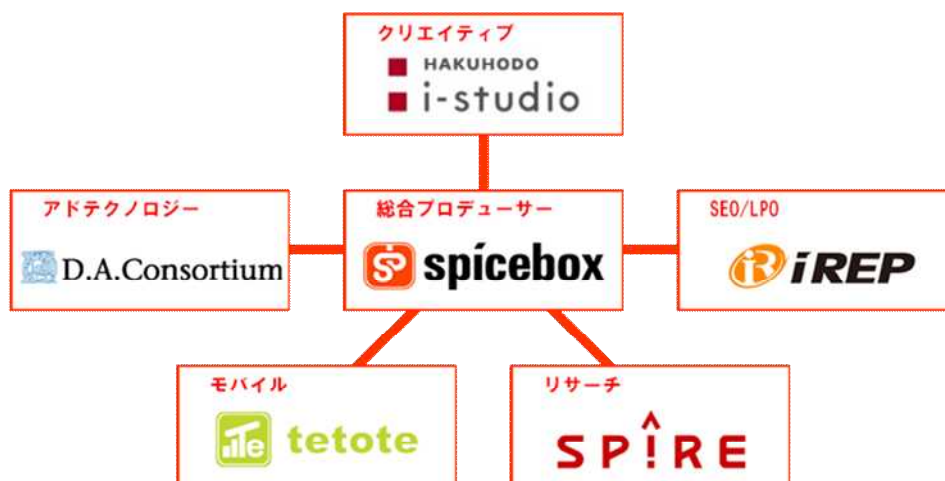 クリエイティブ
HAKUHODO
i-studio
アドテクノロジー
D.A.Consortium
総合プロデューサー
spicebox
SEO/LPO
iREP
モバイル
tetote
リサーチ
SPIRE